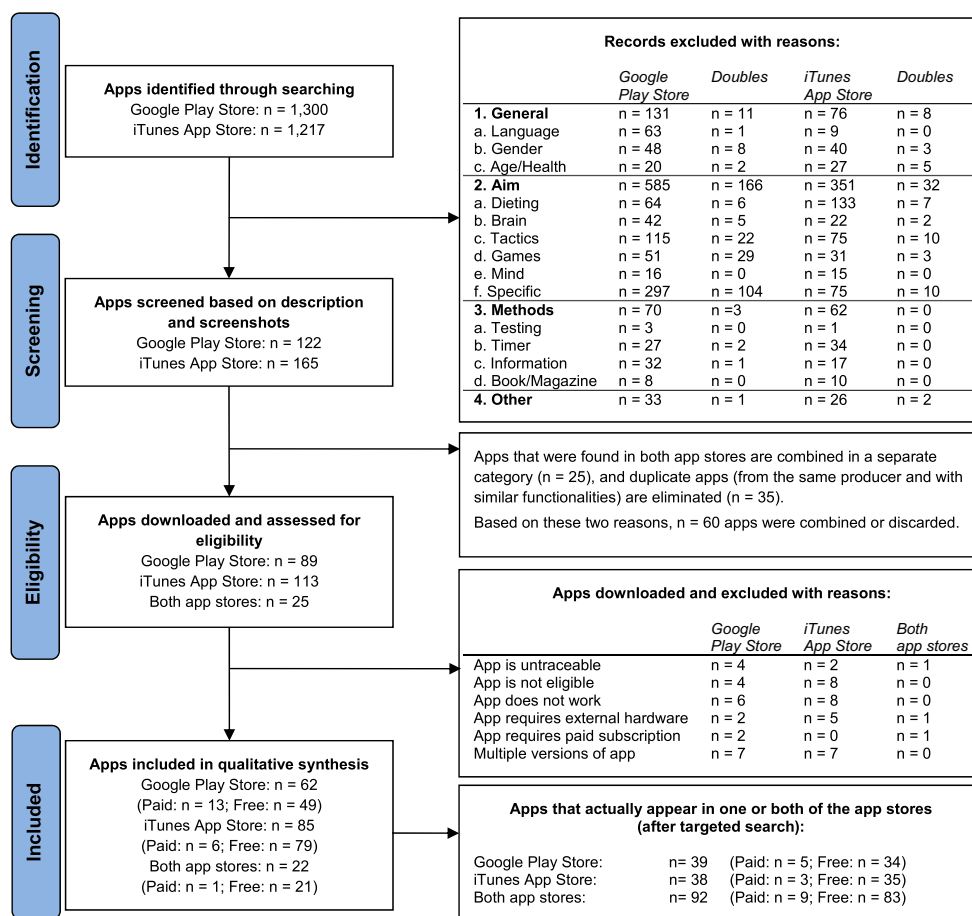 Identification
Apps identified through searching
Google Play Store: n = 1,300
iTunes App Store: n = 1,217
Records excluded with reasons:
Google Play Store Doubles iTunes App Store Doubles
1. General n = 131 n = 11 n = 76 n = 8
a. Language n = 63 n = 1 n = 9 n = 0
b. Gender n = 48 n = 8 n = 40 n = 3
c. Age/Health n = 20 n = 2 n = 27 n = 5
2. Aim n = 585 n = 166 n = 351 n = 32
a. Dieting n = 64 n = 6 n = 133 n = 7
b. Brain n = 42 n = 5 n = 22 n = 2
c. Tactics n = 115 n = 22 n = 75 n = 10
d. Games n = 51 n = 29 n = 31 n = 3
e. Mind n = 16 n = 0 n = 15 n = 0
f. Specific n = 297 n = 104 n = 75 n = 10
3. Methods n = 70 n =3 n = 62 n = 0
a. Testing n = 3 n = 0 n = 1 n = 0
b. Timer n = 27 n = 2 n = 34 n = 0
c. Information n = 32 n = 1 n = 17 n = 0
d. Book/Magazine n = 8 n = 0 n = 10 n = 0
4. Other n = 33 n = 1 n = 26 n = 2
Screening
Apps screened based on description
and screenshots
Google Play Store: n = 122
iTunes App Store: n = 165
Apps that were found in both app stores are combined in a separate
category (n = 25), and duplicate apps (from the same producer and with
similar functionalities) are eliminated (n = 35).
Based on these two reasons, n = 60 apps were combined or discarded.
Eligibility
Apps downloaded and assessed for
eligibility
Google Play Store: n = 89
iTunes App Store: n = 113
Both app stores: n = 25
Apps downloaded and excluded with reasons:
Google Play Store iTunes App Store Both app stores
App is untraceable n = 4 n = 2 n = 1
App is not eligible n = 4 n = 8 n = 0
App does not work n = 6 n = 8 n = 0
App requires external hardware n = 2 n = 5 n = 1
App requires paid subscription n = 2 n = 0 n = 1
Multiple versions of app n = 7 n = 7 n = 0
Included
Apps included in qualitative synthesis
Google Play Store: n = 62
(Paid: n = 13; Free: n = 49)
iTunes App Store: n = 85
(Paid: n = 6; Free: n = 79)
Both app stores: n = 22
(Paid: n = 1; Free: n = 21)
Apps that actually appear in one or both of the app stores
(after targeted search):
Google Play Store: n= 39 (Paid: n = 5; Free: n = 34)
iTunes App Store: n= 38 (Paid: n = 3; Free: n = 35)
Both app stores: n= 92 (Paid: n = 9; Free: n = 83)